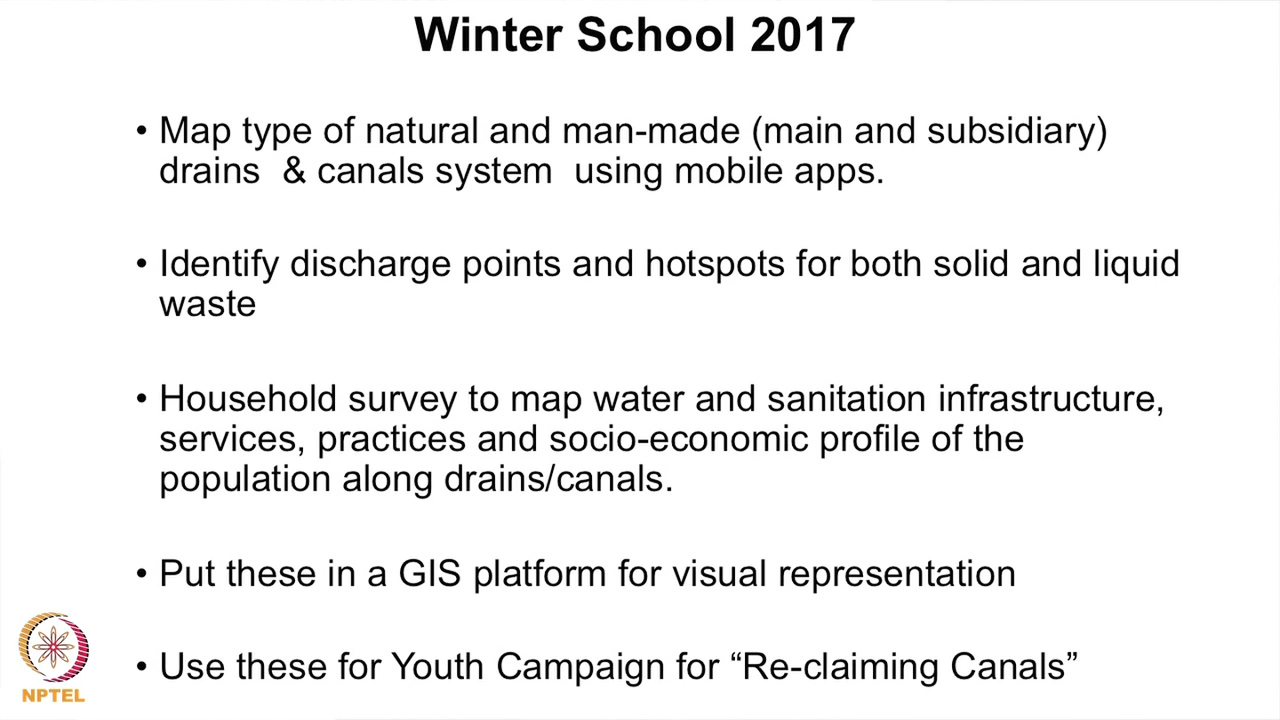 Winter School 2017
• Map type of natural and man-made (main and subsidiary)
drains & canals system using mobile apps.
• Identify discharge points and hotspots for both solid and liquid
waste
• Household survey to map water and sanitation infrastructure,
services, practices and socio-economic profile of the
population along drains/canals.
• Put these in a GIS platform for visual representation
• Use these for Youth Campaign for “Re-claiming Canals”
NPTEL